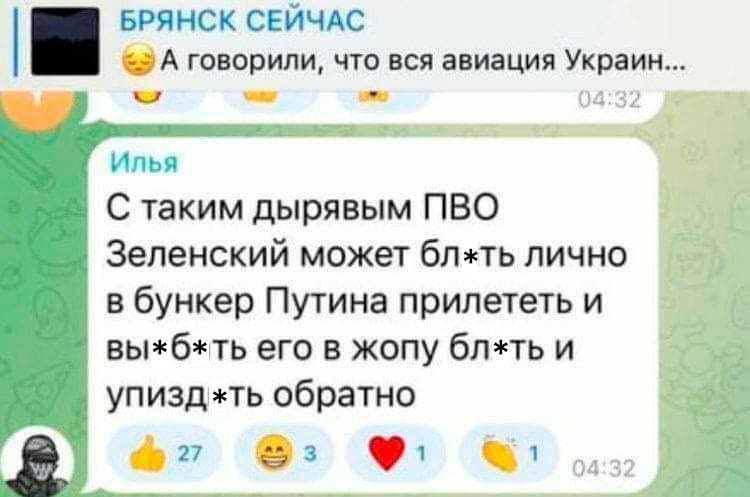 БРЯНСК СЕЙЧАС
😔А говорили, что вся авиация Украин...
04:32
Илья
С таким дырявым ПВО
Зеленский может бл*ть лично
в бункер Путина прилететь и
вы*б*ть его в жопу бл*ть и
упизд*ть обратно
👍 27 😁 3 ❤ 1 👏 1 04:32